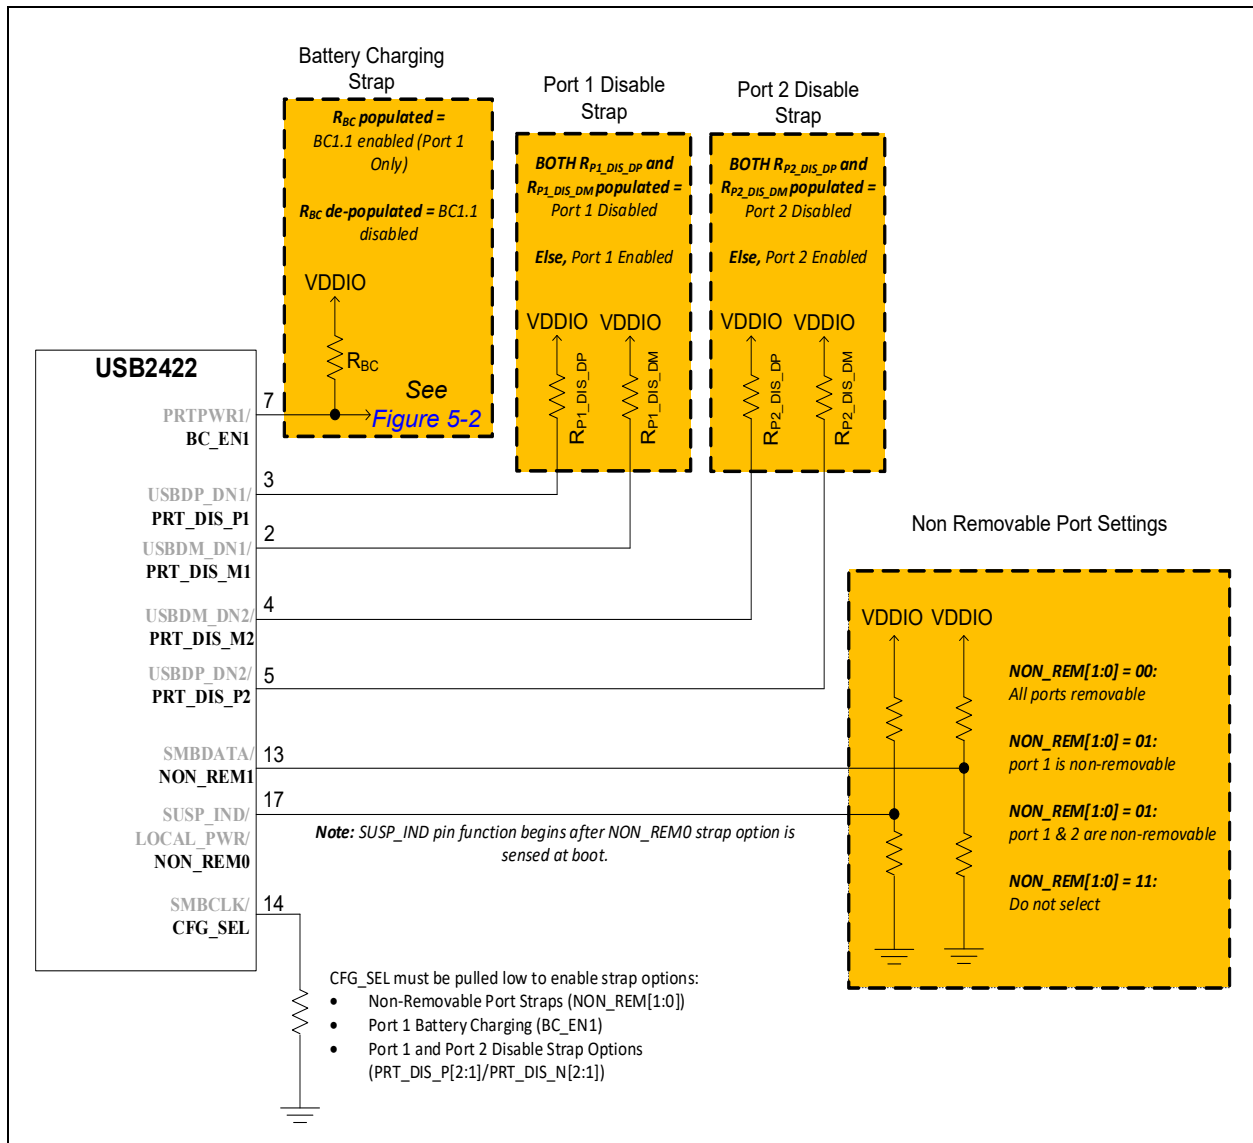 Battery Charging
Strap
Port 1 Disable
Strap
Port 2 Disable
Strap
RBC populated =
BC1.1 enabled (Port 1
Only)
RBC de-populated = BC1.1
disabled
VDDIO
RBC
See
Figure 5-2
BOTH RP1_DIS_DP and
RP1_DIS_DM populated =
Port 1 Disabled
Else, Port 1 Enabled
VDDIO VDDIO
RP1_DIS_DP
RP1_DIS_DM
BOTH RP2_DIS_DP and
RP2_DIS_DM populated =
Port 2 Disabled
Else, Port 2 Enabled
VDDIO VDDIO
RP2_DIS_DP
RP2_DIS_DM
USB2422
PRTPWR1/ 7
BC_EN1
USBDP_DN1/ 3
PRT_DIS_P1
USBDM_DN1/ 2
PRT_DIS_M1
USBDM_DN2/ 4
PRT_DIS_M2
USBDP_DN2/ 5
PRT_DIS_P2
SMBDATA/ 13
NON_REM1
SUSP_IND/ 17
LOCAL_PWR/
NON_REM0
SMBCLK/ 14
CFG_SEL
Note: SUSP_IND pin function begins after NON_REM0 strap option is
sensed at boot.
Non Removable Port Settings
VDDIO VDDIO
NON_REM[1:0] = 00:
All ports removable
NON_REM[1:0] = 01:
port 1 is non-removable
NON_REM[1:0] = 01:
port 1 & 2 are non-removable
NON_REM[1:0] = 11:
Do not select
CFG_SEL must be pulled low to enable strap options:
• Non-Removable Port Straps (NON_REM[1:0])
• Port 1 Battery Charging (BC_EN1)
• Port 1 and Port 2 Disable Strap Options
(PRT_DIS_P[2:1]/PRT_DIS_N[2:1])